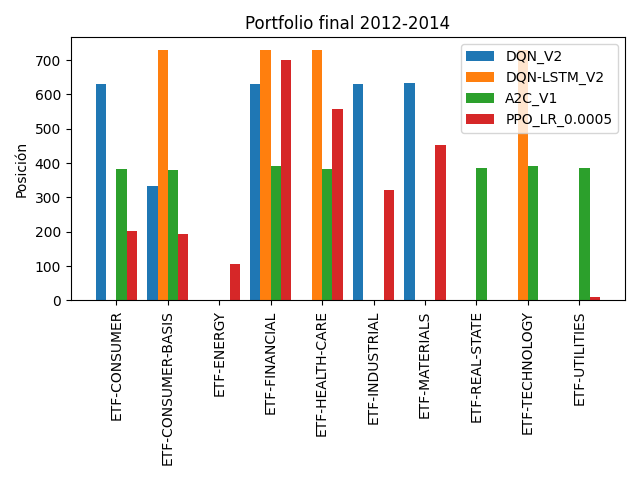 Portfolio final 2012-2014
Posición
700
600
500
400
300
200
100
0
DQN_V2
DQN-LSTM_V2
A2C_V1
PPO_LR_0.0005
ETF-CONSUMER
ETF-CONSUMER-BASIS
ETF-ENERGY
ETF-FINANCIAL
ETF-HEALTH-CARE
ETF-INDUSTRIAL
ETF-MATERIALS
ETF-REAL-STATE
ETF-TECHNOLOGY
ETF-UTILITIES